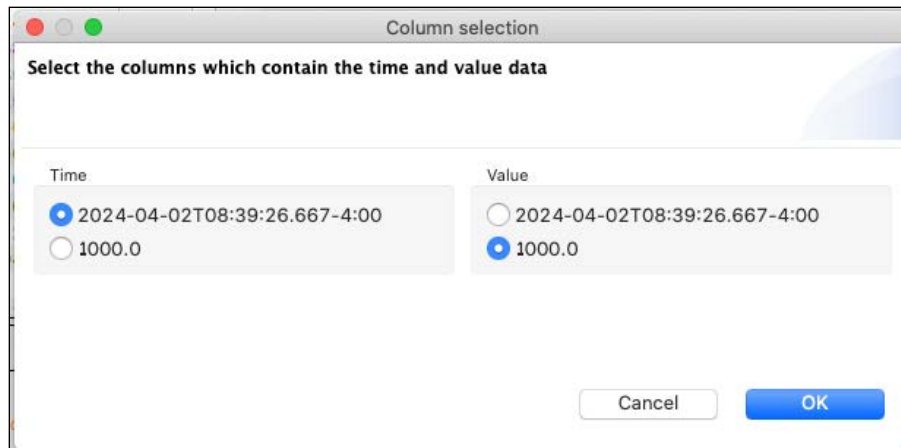 Column selection
Select the columns which contain the time and value data
Time
2024-04-02T08:39:26.667-4:00
1000.0
Value
2024-04-02T08:39:26.667-4:00
1000.0
Cancel
OK